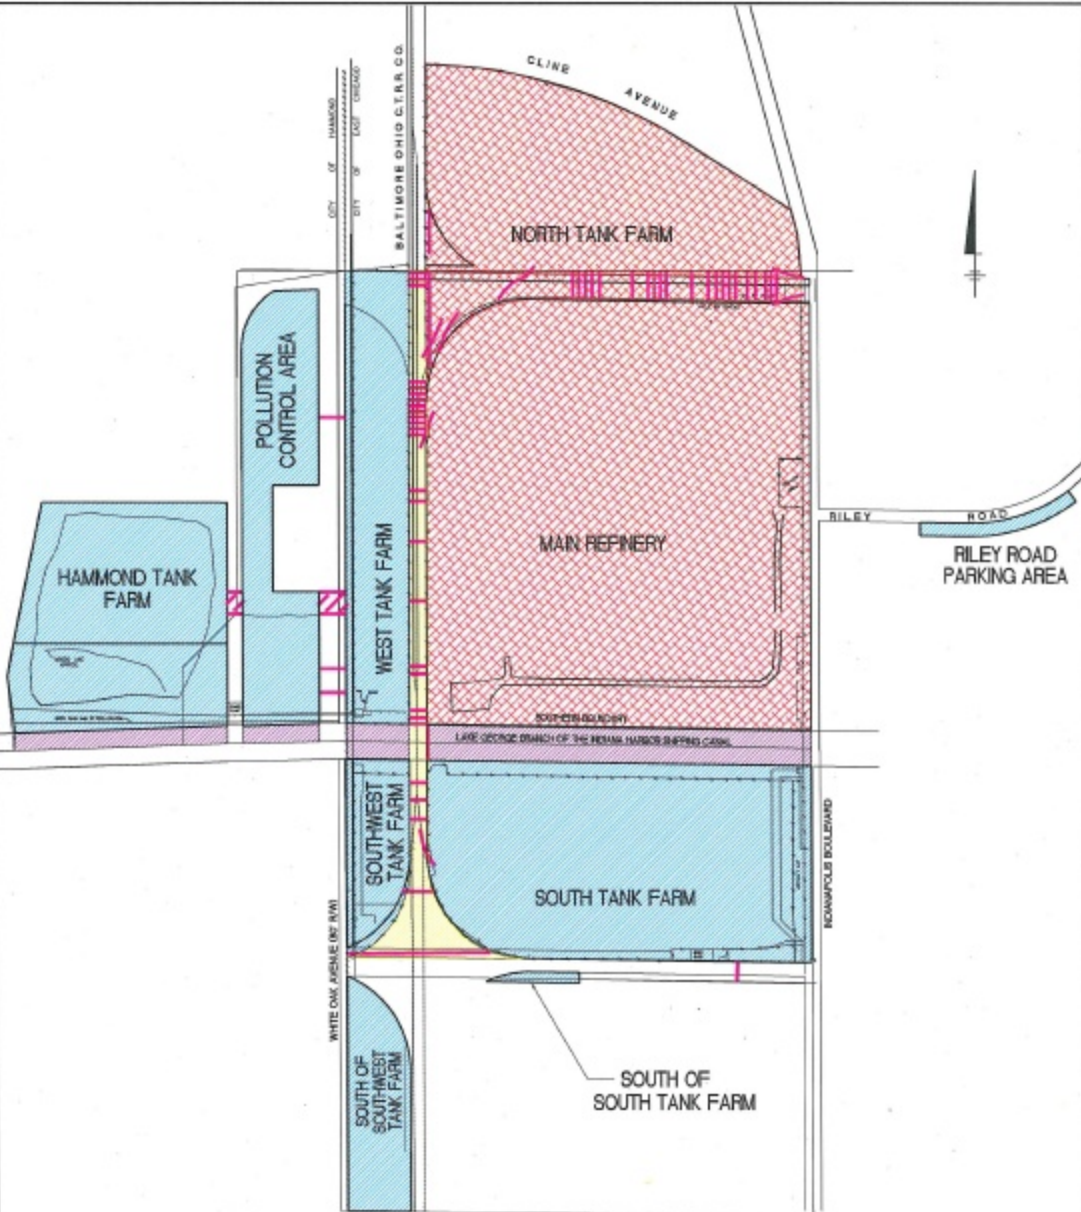 CLINE AVENUE
BALTIMORE OHIO C.T.R.R. CO.
CITY OF HAMMOND
CITY OF EAST CHICAGO
NORTH TANK FARM
POLLUTION
CONTROL AREA
WEST TANK FARM
MAIN REFINERY
RILEY ROAD
RILEY ROAD
PARKING AREA
HAMMOND TANK
FARM
SOUTHERN BOUNDARY
LAKE GEORGE BRANCH OF THE INDIANA HARBOR SHIPPING CANAL
SOUTHWEST
TANK FARM
SOUTH TANK FARM
INDIANAPOLIS BOULEVARD
WHITE OAK AVENUE (80' R/W)
SOUTH OF
SOUTHWEST
TANK FARM
SOUTH OF
SOUTH TANK FARM